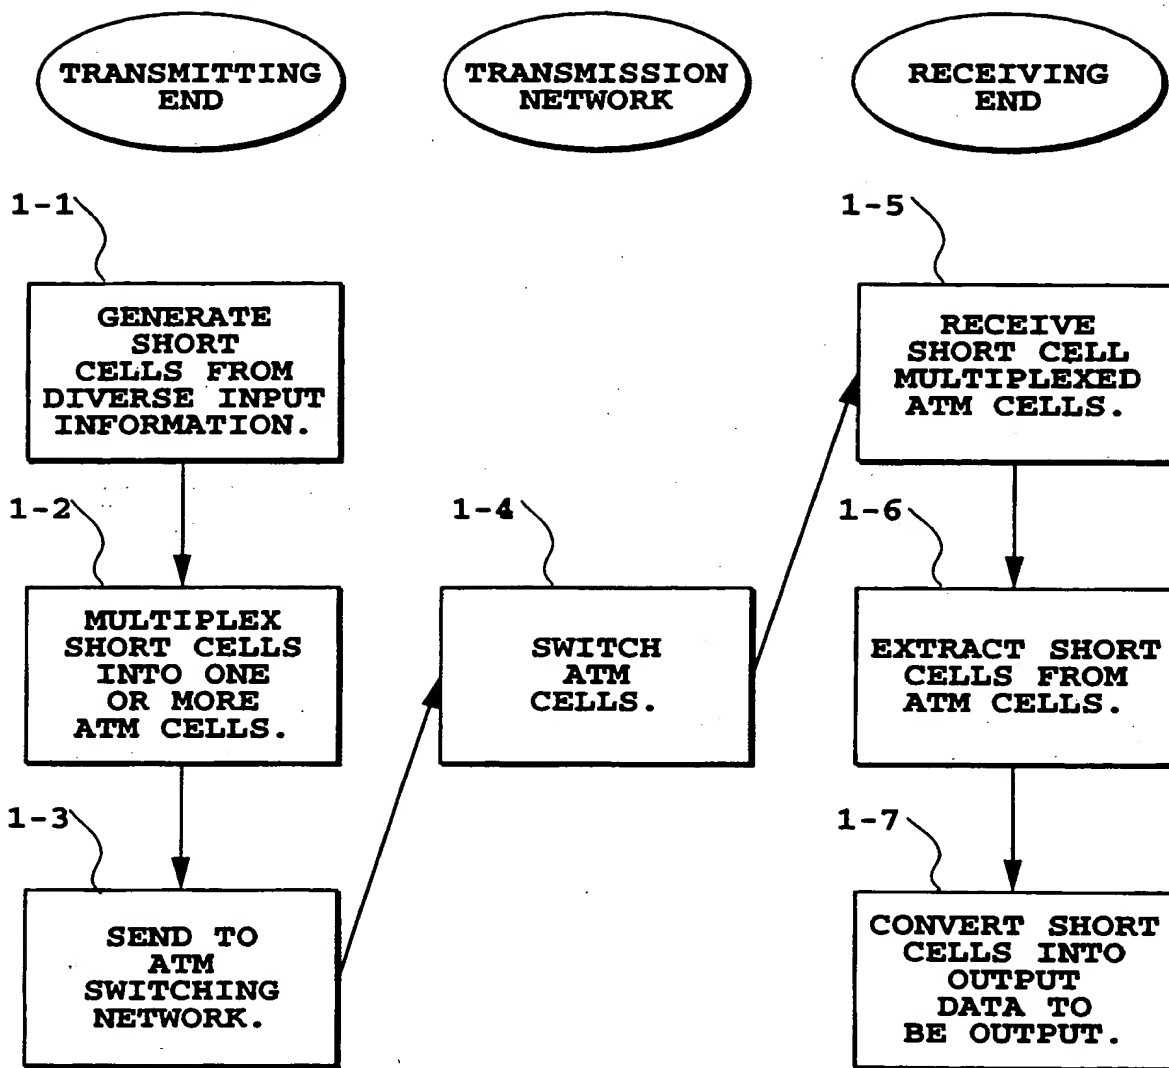 TRANSMITTING
END
TRANSMISSION
NETWORK
RECEIVING
END
1-1
GENERATE
SHORT
CELLS FROM
DIVERSE INPUT
INFORMATION.
1-2
MULTIPLEX
SHORT CELLS
INTO ONE
OR MORE
ATM CELLS.
1-3
SEND TO
ATM
SWITCHING
NETWORK.
1-4
SWITCH
ATM
CELLS.
1-5
RECEIVE
SHORT CELL
MULTIPLEXED
ATM CELLS.
1-6
EXTRACT SHORT
CELLS FROM
ATM CELLS.
1-7
CONVERT SHORT
CELLS INTO
OUTPUT
DATA TO
BE OUTPUT.